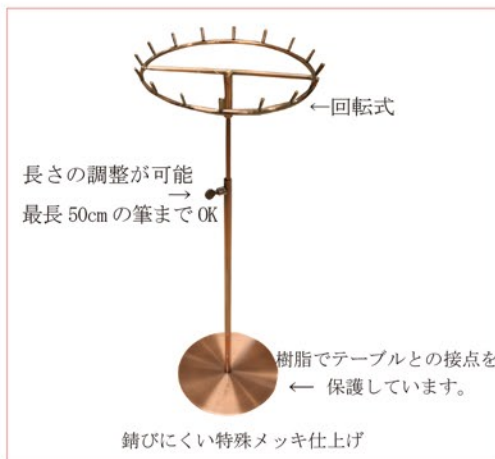 ←回転式
長さの調整が可能
→
最長 50cm の筆まで OK
樹脂でテーブルとの接点を
← 保護しています。
錆びにくい特殊メッキ仕上げ